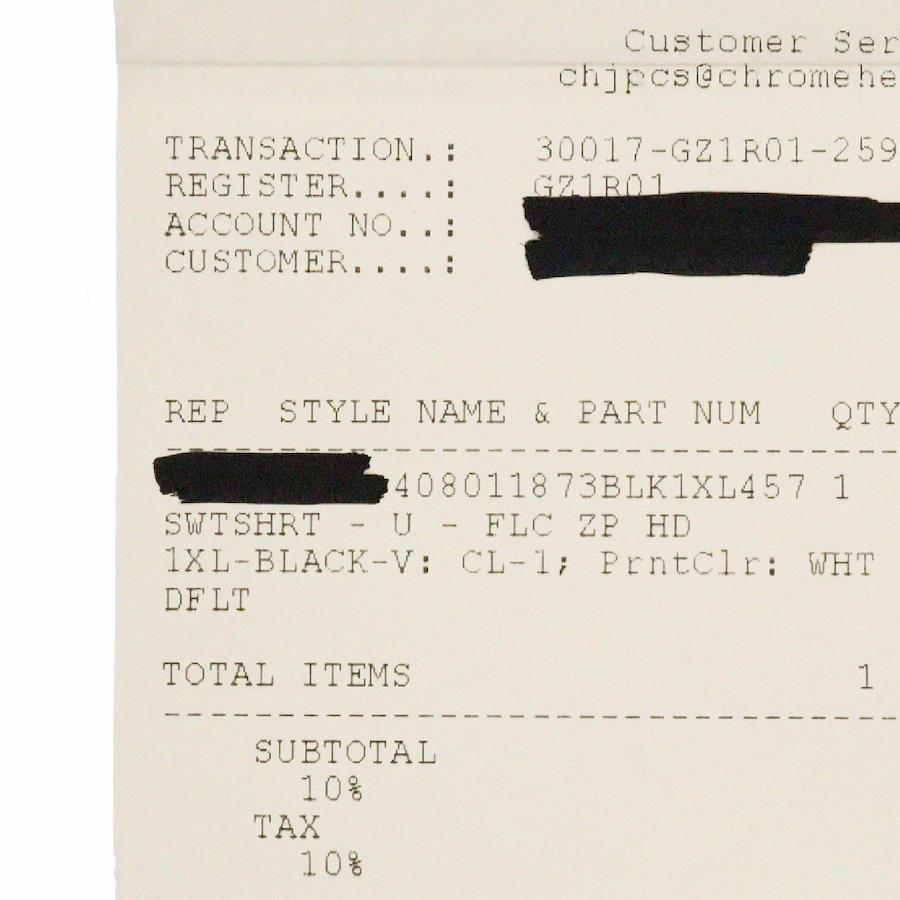 Customer Ser
chjpcs@chromehe
TRANSACTION.: 30017-GZ1R01-259
REGISTER....: GZ1R01
ACCOUNT NO..:
CUSTOMER....:
REP STYLE NAME & PART NUM QTY
408011873BLK1XL457 1
SWTSHRT - U - FLC ZP HD
1XL-BLACK-V: CL-1; PrntClr: WHT
DFLT
TOTAL ITEMS 1
SUBTOTAL
10%
TAX
10%